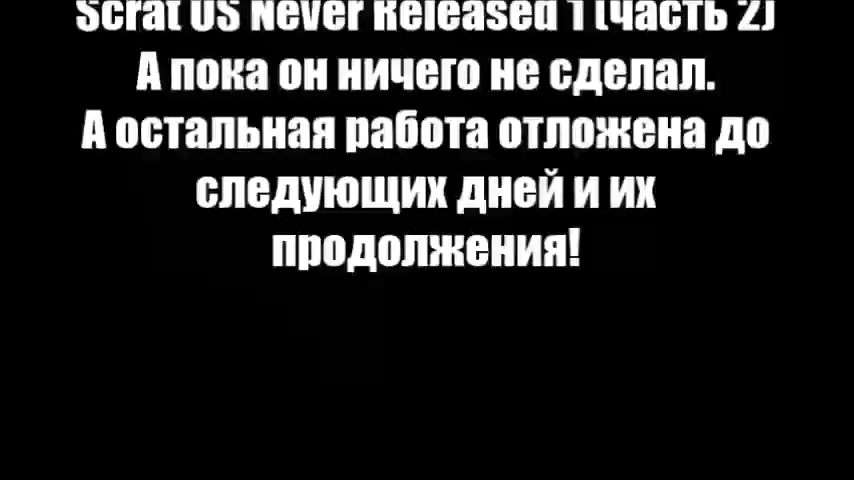 Scrat OS Never Released 1 (часть 2)
А пока он ничего не сделал.
А остальная работа отложена до
следующих дней и их
продолжения!